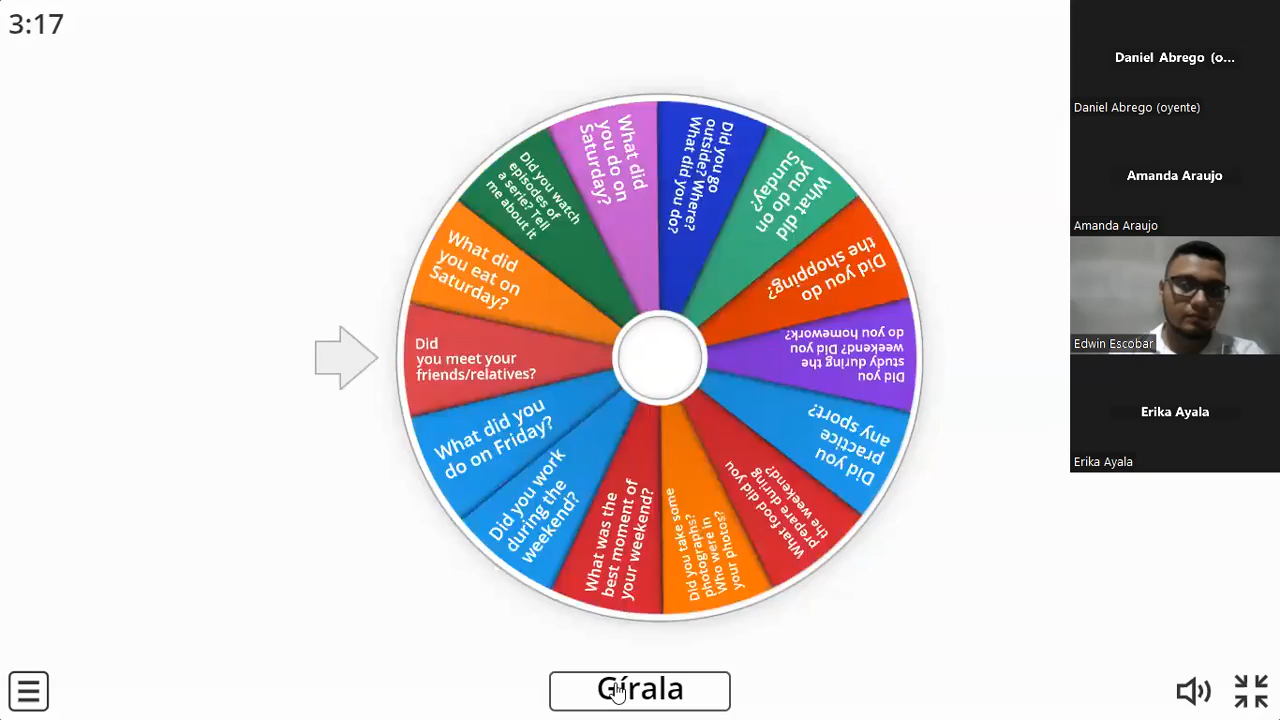 3:17
What did
you do on
Saturday?
Did you go
outside? Where?
What did you do?
What did
you do on
Sunday?
Did you do
the shopping?
Did you
study during the
weekend? Did you
do you homework?
Did you
practice
any sport?
What food did you
prepare during
the weekend?
Did you take some
photographs?
Who were in
your photos?
What was the
best moment of
your weekend?
Did you work
during the
weekend?
What did you
do on Friday?
Did
you meet your
friends/relatives?
What did
you eat on
Saturday?
Did you watch
episodes of
a serie? Tell
me about it
Gírala
Daniel Abrego (o...
Daniel Abrego (oyente)
Amanda Araujo
Amanda Araujo
Edwin Escobar
Erika Ayala
Erika Ayala